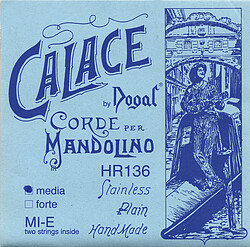 CALACE
by Dogal®
CORDE PER
MANDOLINO
HR136
media
forte
MI-E
two strings inside
Stainless
Plain
HandMade